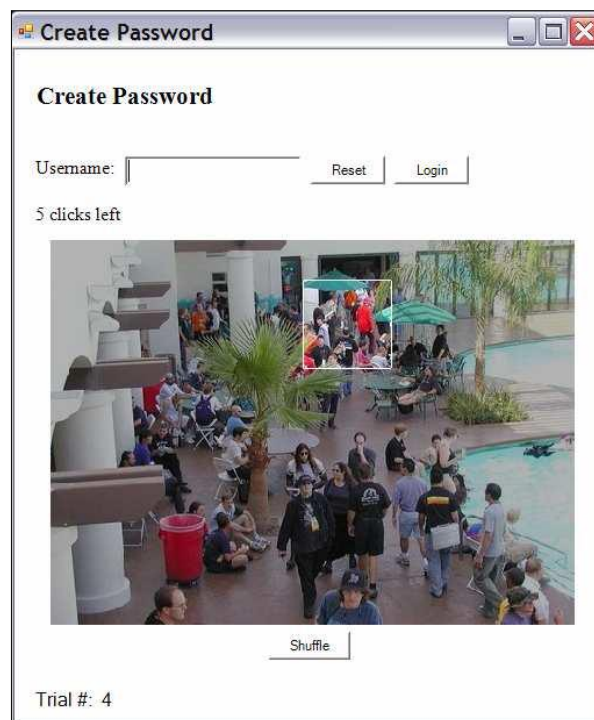 Create Password
Create Password
Username: Reset Login
5 clicks left
Shuffle
Trial #: 4